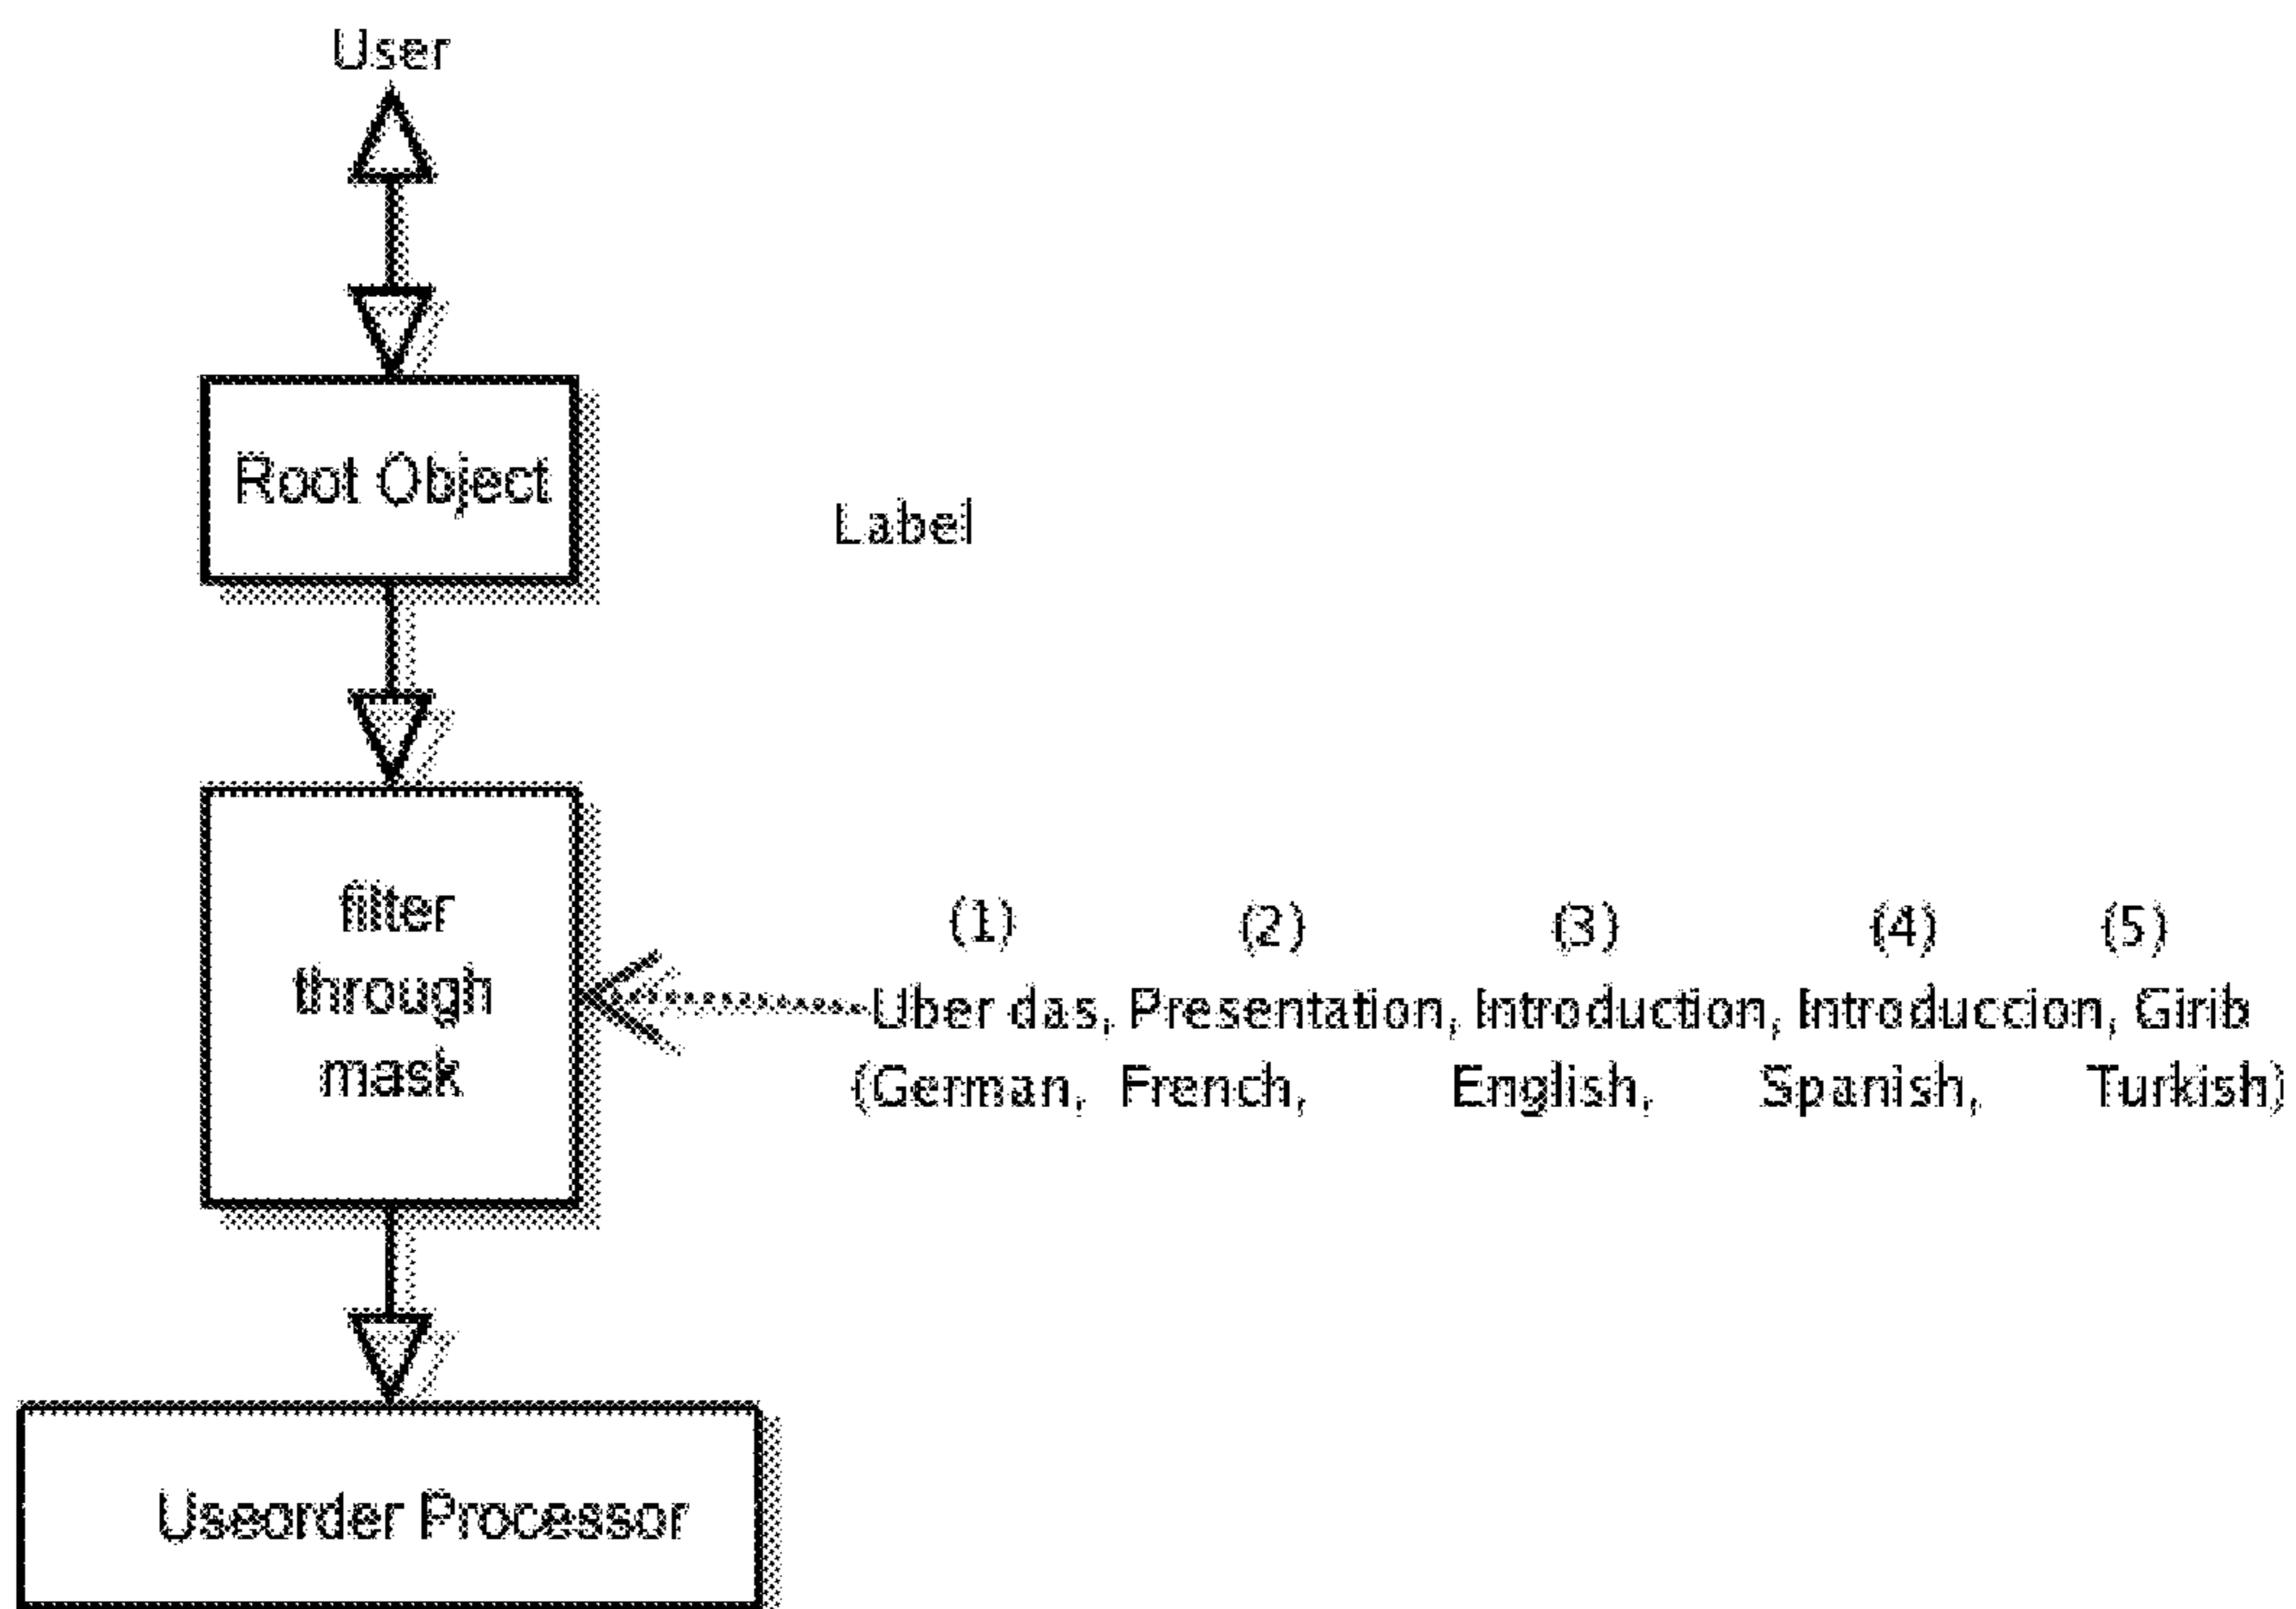 User
Root Object
Label
filter
through
mask
(1) (2) (3) (4) (5)
Uber das, Presentation, Introduction, Introduccion, Girib
(German, French, English, Spanish, Turkish)
Useorder Processor